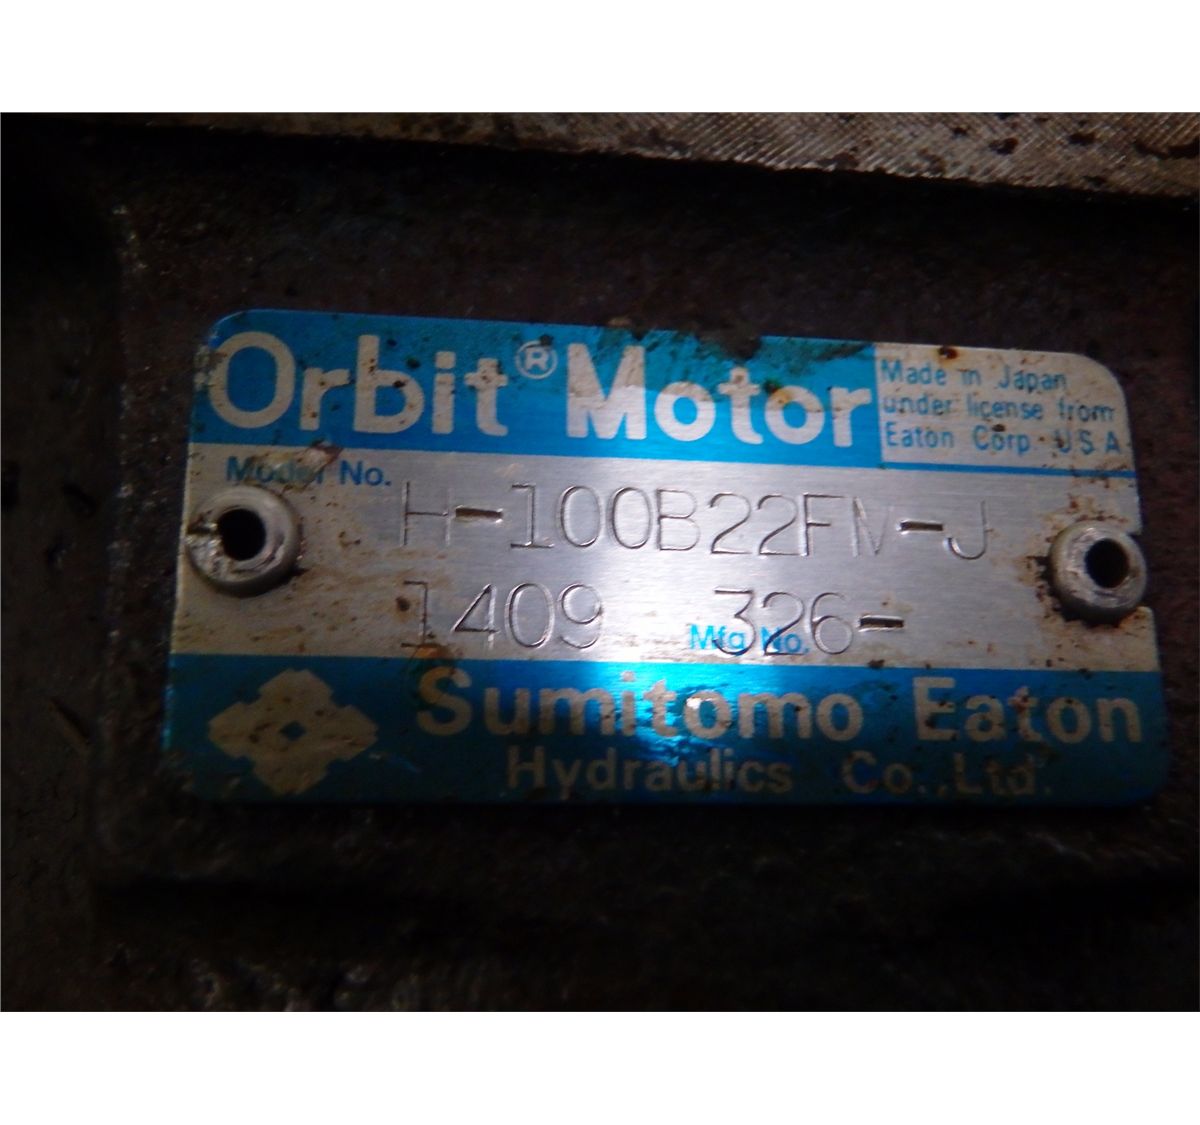 Orbit® Motor
Made in Japan
under license from
Eaton Corp. U.S.A
Model No. H-100B22FM-J
1409 326-
Mfg No.
Sumitomo Eaton
Hydraulics Co.,Ltd.